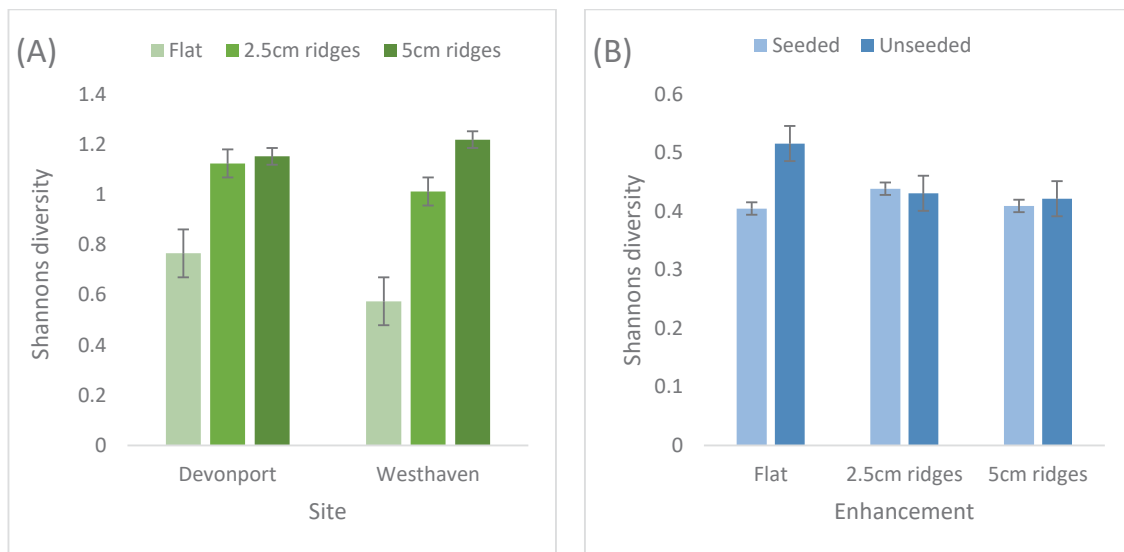 (A)
Flat 2.5cm ridges 5cm ridges
1.4
1.2
1
0.8
0.6
0.4
0.2
0
Shannons diversity
Devonport Westhaven
Site
(B)
Seeded Unseeded
0.6
0.5
0.4
0.3
0.2
0.1
0
Shannons diversity
Flat 2.5cm ridges 5cm ridges
Enhancement